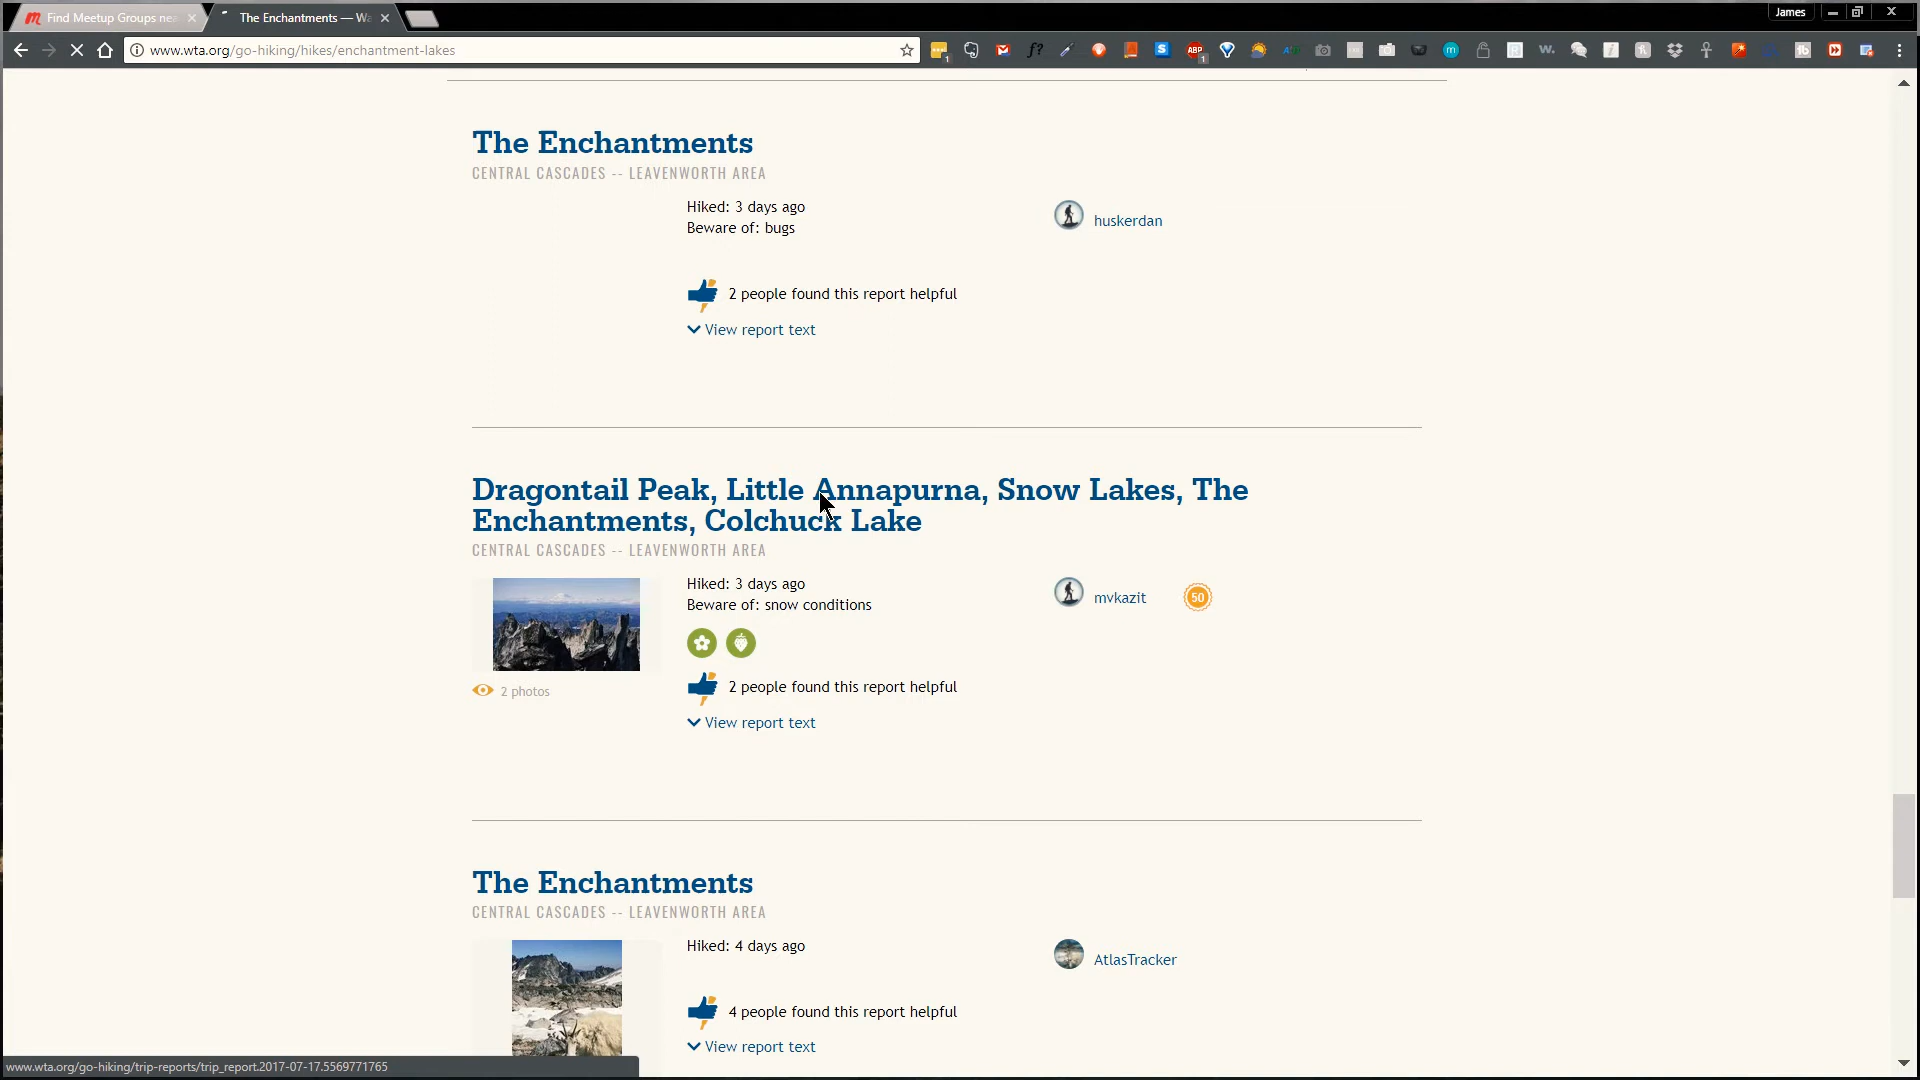 Find Meetup Groups nea
The Enchantments — Wa
James
www.wta.org/go-hiking/hikes/enchantment-lakes
The Enchantments
CENTRAL CASCADES -- LEAVENWORTH AREA
Hiked: 3 days ago
Beware of: bugs
huskerdan
2 people found this report helpful
View report text
Dragontail Peak, Little Annapurna, Snow Lakes, The
Enchantments, Colchuck Lake
CENTRAL CASCADES -- LEAVENWORTH AREA
Hiked: 3 days ago
Beware of: snow conditions
mvkazit
50
2 photos
2 people found this report helpful
View report text
The Enchantments
CENTRAL CASCADES -- LEAVENWORTH AREA
Hiked: 4 days ago
AtlasTracker
4 people found this report helpful
View report text
www.wta.org/go-hiking/trip-reports/trip_report.2017-07-17.5569771765